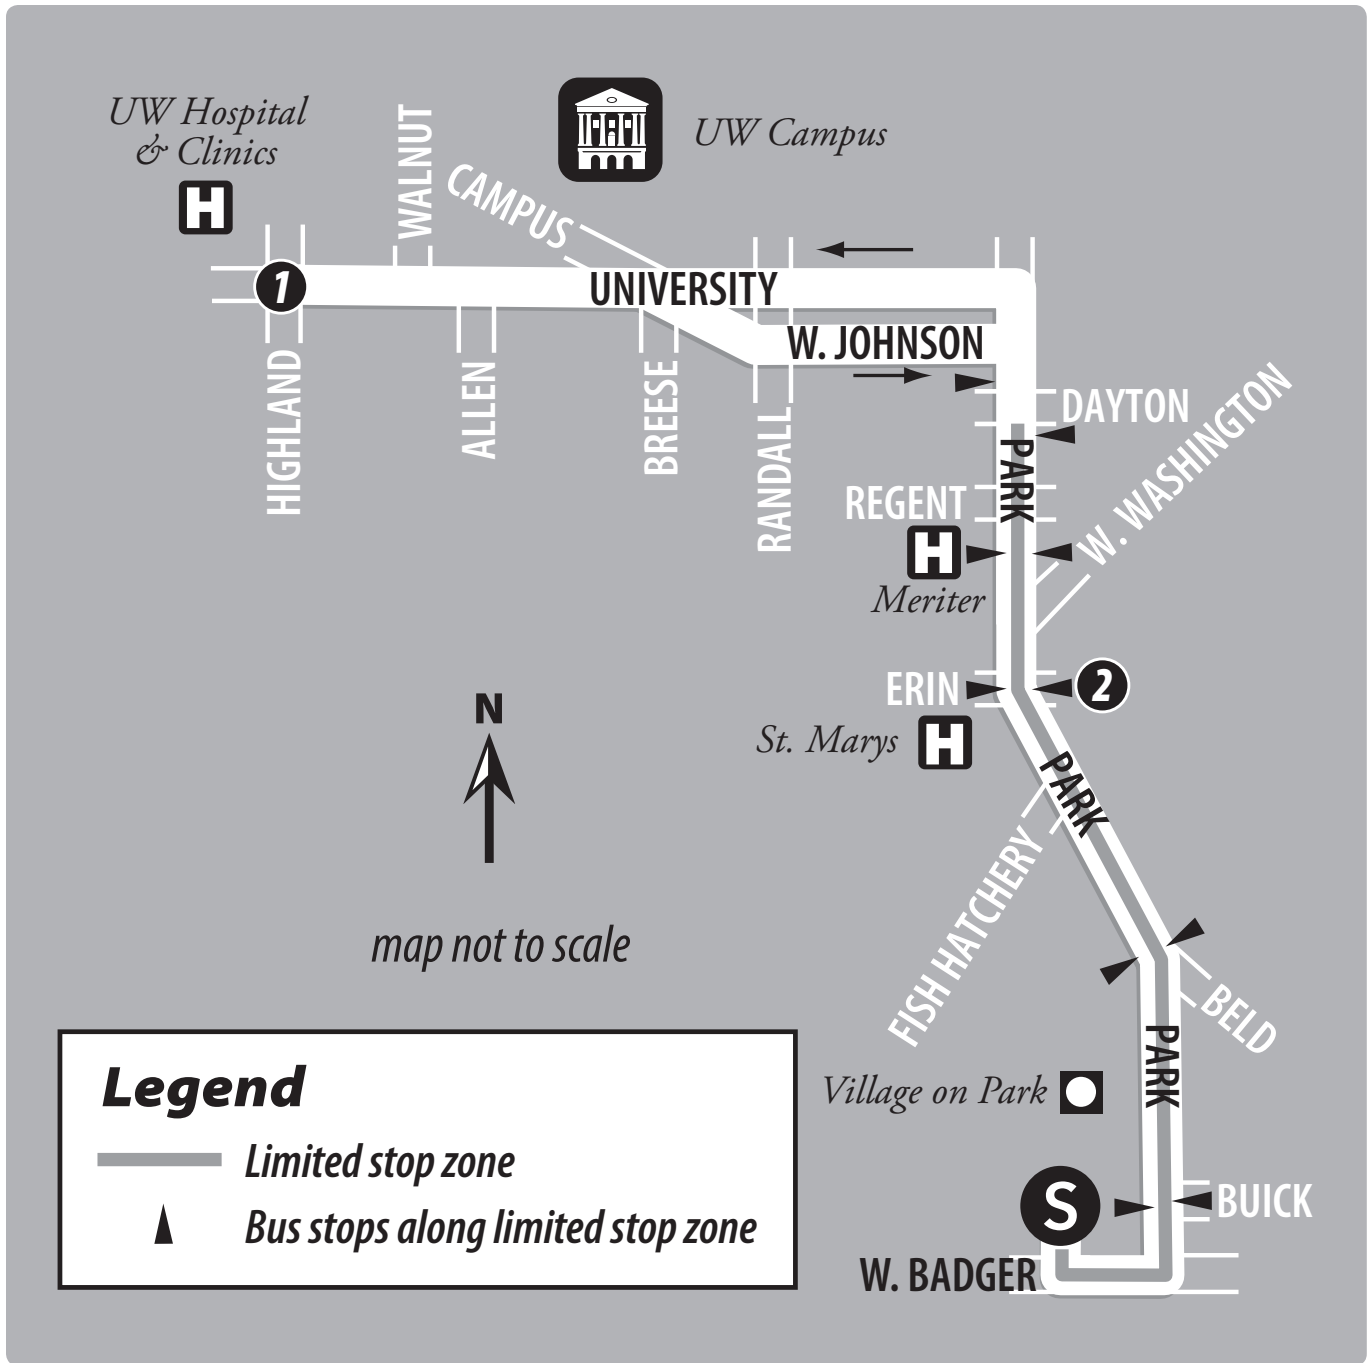 UW Hospital
& Clinics
H
WALNUT
CAMPUS
UW Campus
1
UNIVERSITY
W. JOHNSON
HIGHLAND
ALLEN
BREESE
RANDALL
DAYTON
PARK
REGENT
W. WASHINGTON
H
Meriter
ERIN
2
St. Marys
H
N
PARK
map not to scale
FISH HATCHERY
BELD
PARK
Village on Park
S
BUICK
W. BADGER
Legend
Limited stop zone
Bus stops along limited stop zone